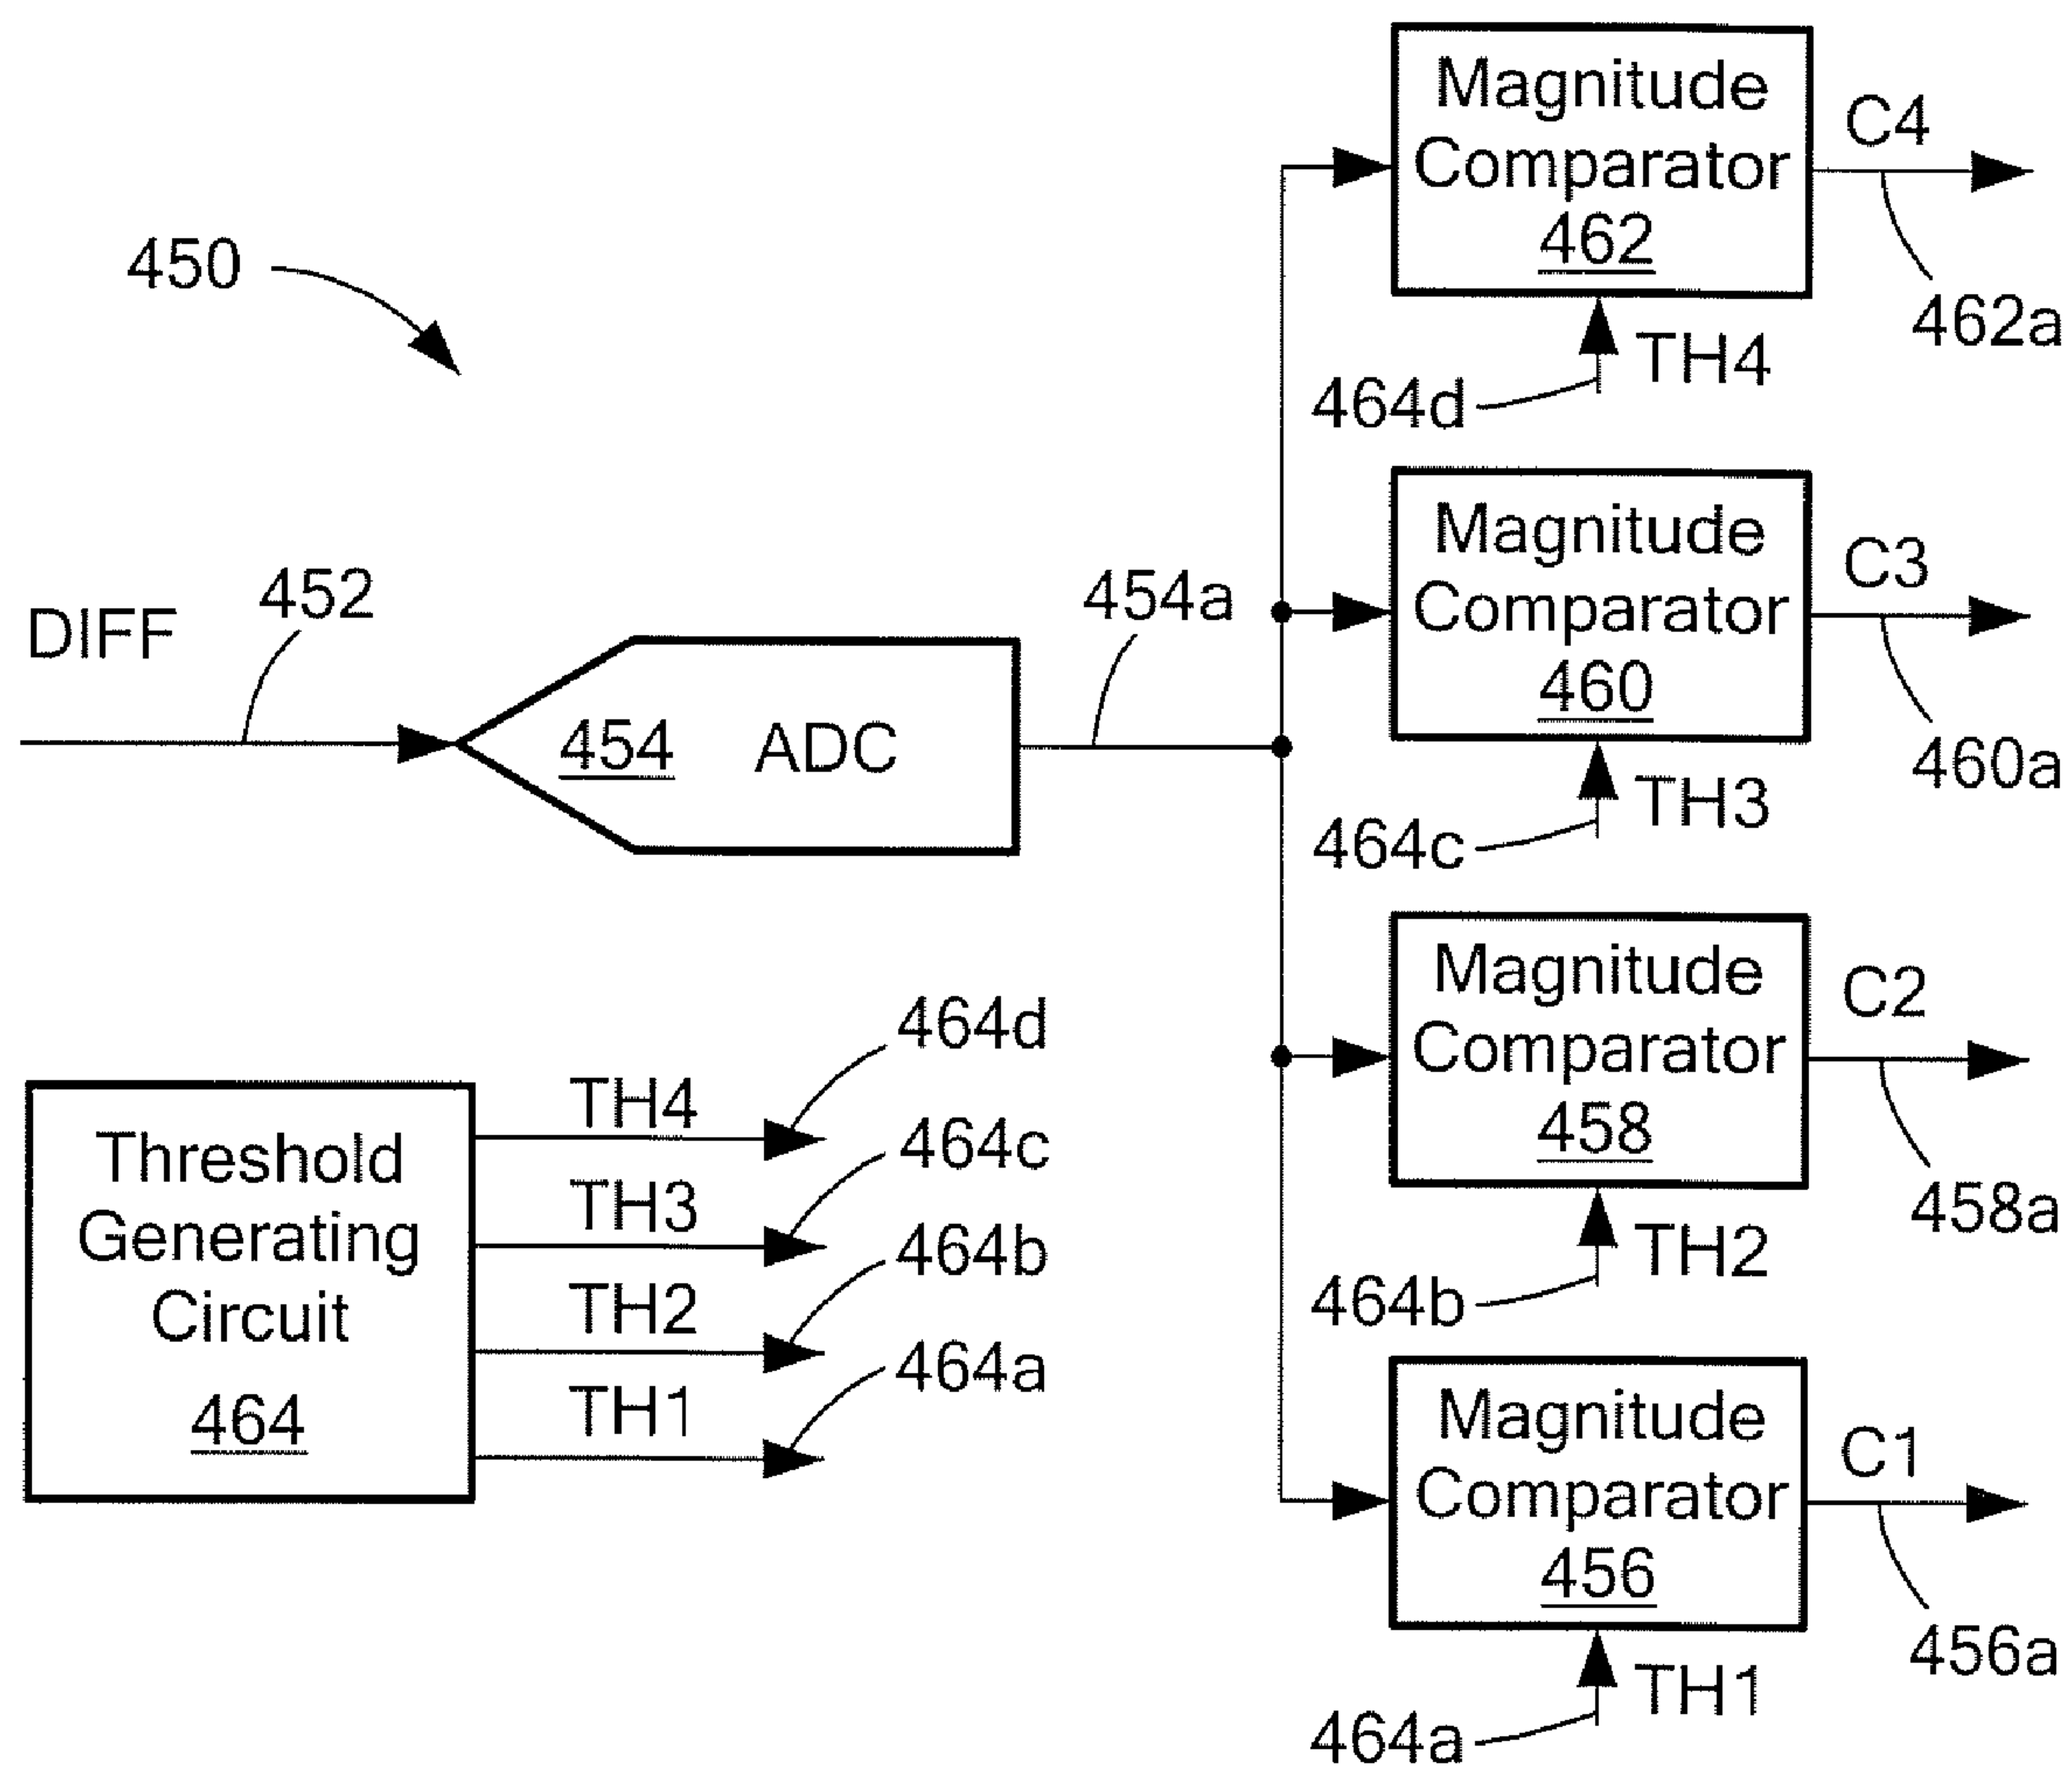 450
DIFF
452
454
ADC
454a
Magnitude
Comparator
462
C4
462a
TH4
464d
Magnitude
Comparator
460
C3
460a
TH3
464c
Magnitude
Comparator
458
C2
458a
TH2
464b
Magnitude
Comparator
456
C1
456a
TH1
464a
Threshold
Generating
Circuit
464
TH4
464d
TH3
464c
TH2
464b
TH1
464a